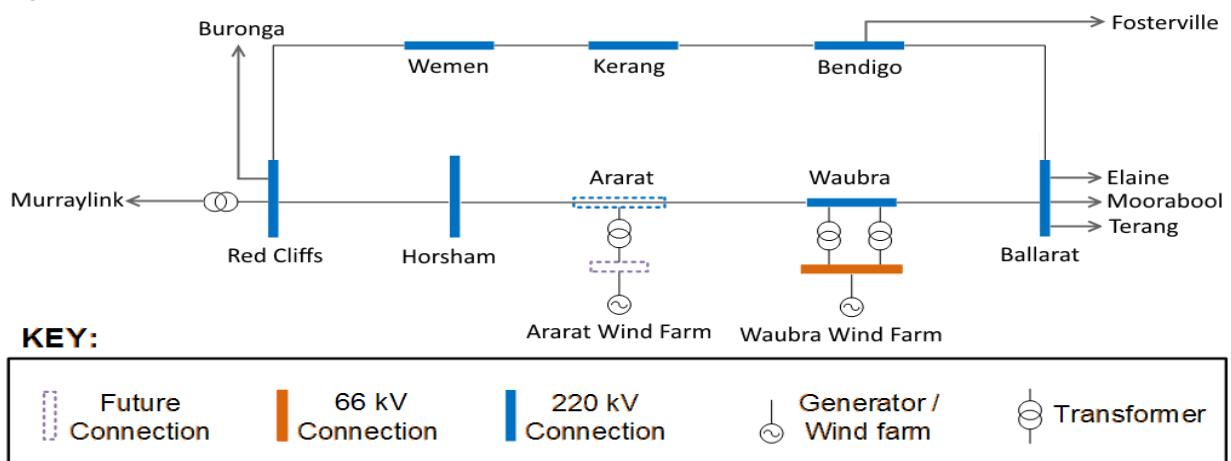 Buronga
Fosterville
Wemen
Kerang
Bendigo
Ararat
Waubra
Elaine
Murraylink
Moorabool
Terang
Red Cliffs
Horsham
Ballarat
Ararat Wind Farm
Waubra Wind Farm
KEY:
Future
Connection
66 kV
Connection
220 kV
Connection
Generator /
Wind farm
Transformer